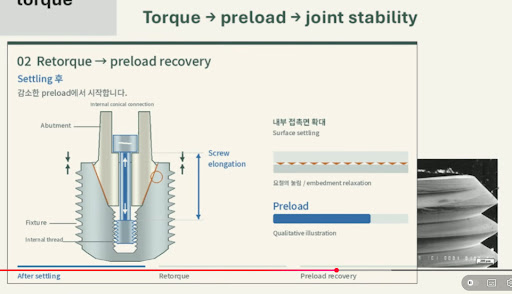 torque
Torque → preload → joint stability
02 Retorque → preload recovery
Settling 후
감소한 preload에서 시작합니다.
Internal conical connection
Abutment
Screw
elongation
Fixture
Internal thread
내부 접촉면 확대
Surface settling
요철의 눌림 / embedment relaxation
Preload
Qualitative illustration
After settling
Retorque
Preload recovery